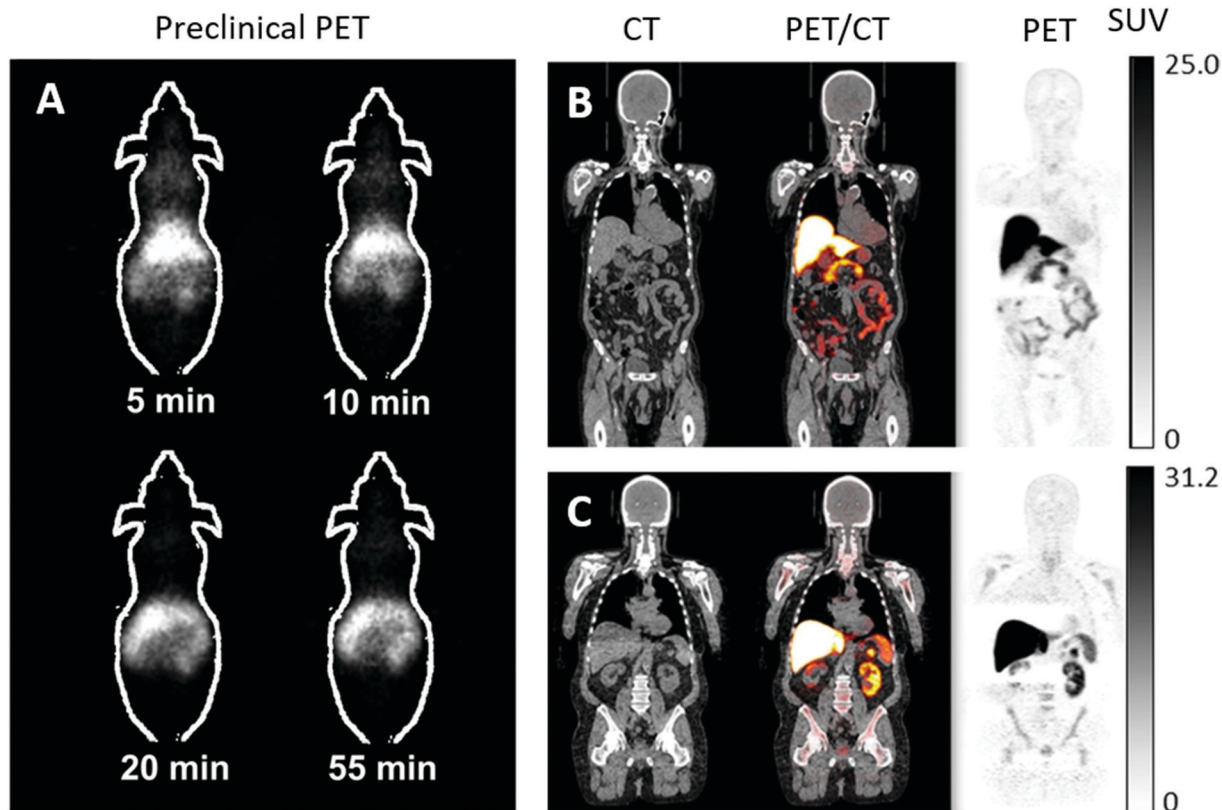 Preclinical PET
CT
PET/CT
PET
SUV
A
5 min
10 min
20 min
55 min
B
25.0
0
C
31.2
0